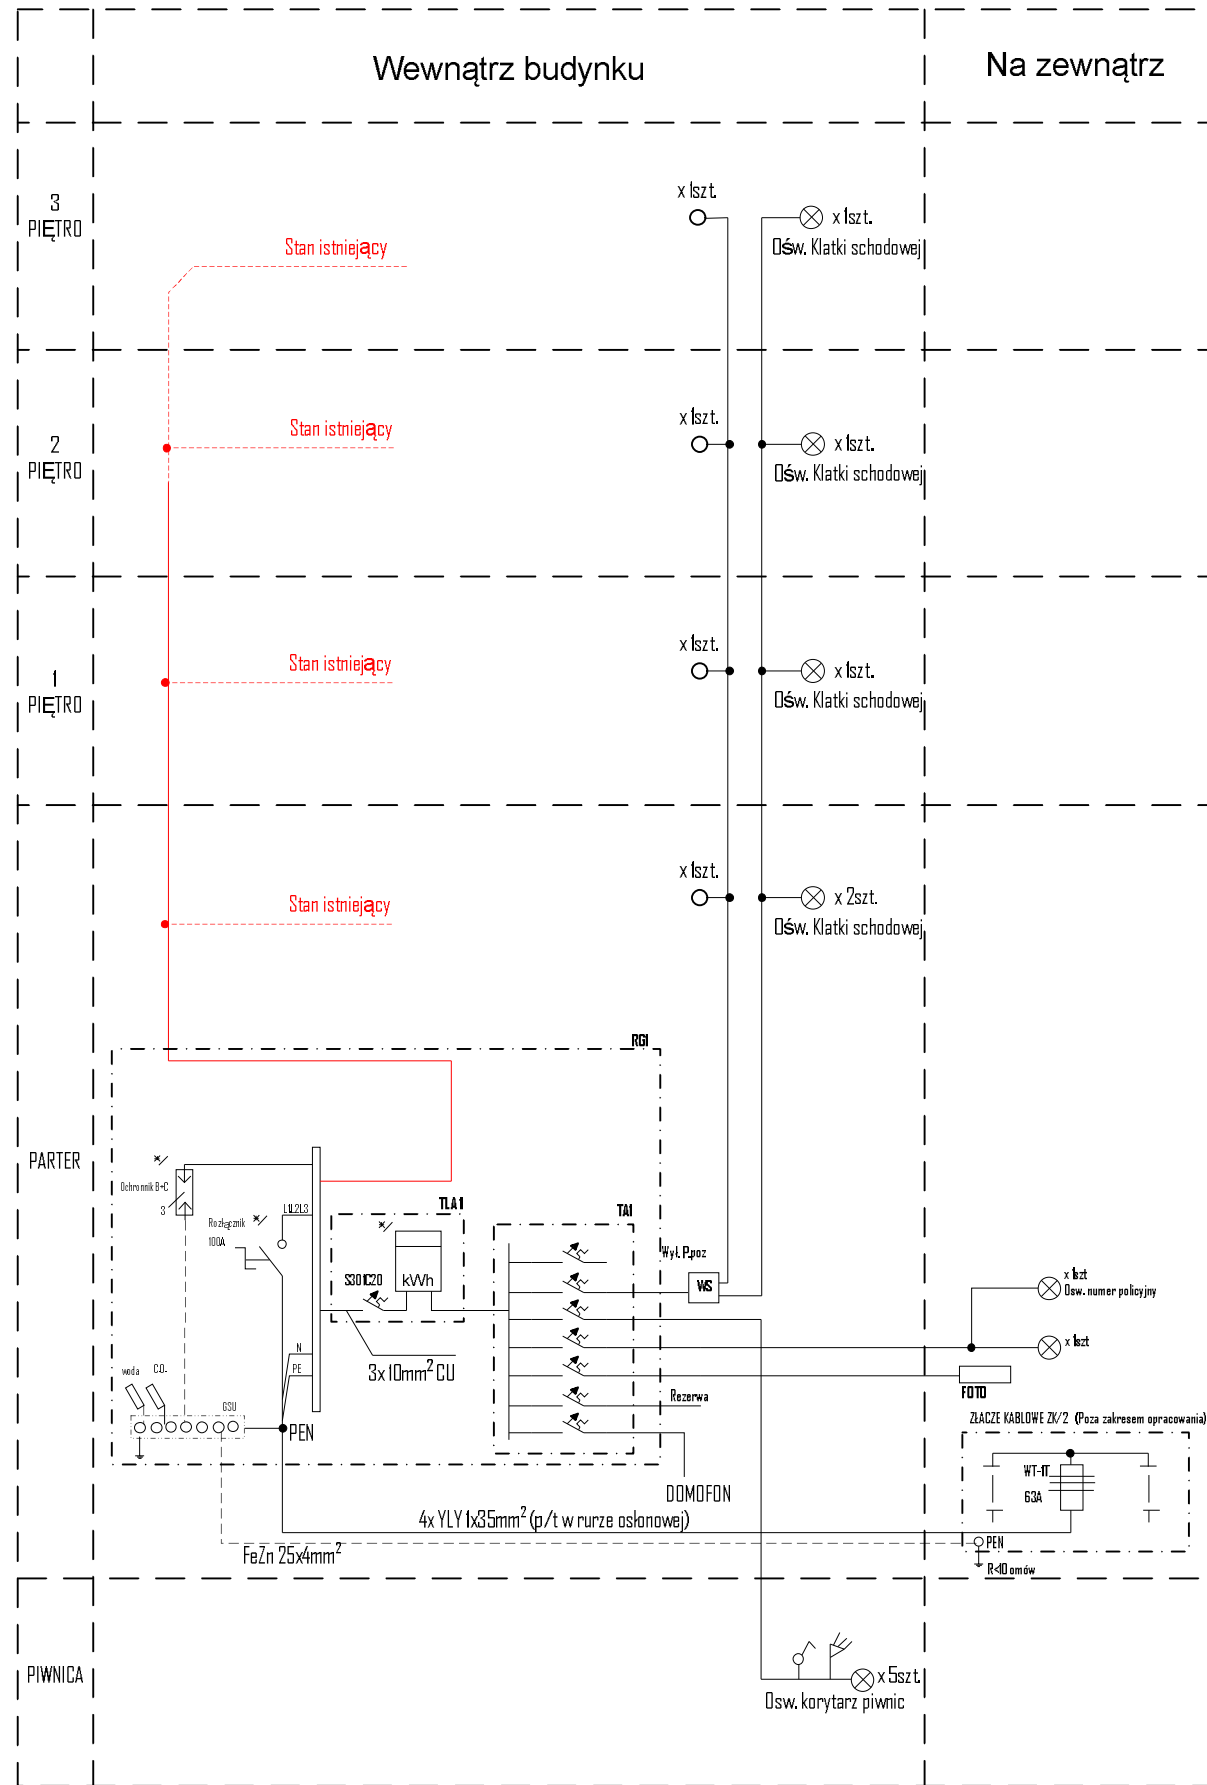 Wewnątrz budynku
Na zewnątrz
3
PIĘTRO
x 1szt.
x 1szt.
Ośw. Klatki schodowej
Stan istniejący
2
PIĘTRO
Stan istniejący
x 1szt.
x 1szt.
Ośw. Klatki schodowej
1
PIĘTRO
Stan istniejący
x 1szt.
x 1szt.
Ośw. Klatki schodowej
Stan istniejący
x 1szt.
x 2szt.
Ośw. Klatki schodowej
PARTER
RG1
Ochronnik B+C
3
Rozłącznik
100A
L1L2L3
TLA1
S301C20
kWh
3x10mm² CU
TA1
Wył. P.poz
WS
x 1szt
Osw. numer policyjny
x 1szt
FOTO
Rezerwa
DOMOFON
N
PE
woda
C.O.
GSU
PEN
ZŁACZE KABLOWE ZK/2 (Poza zakresem opracowania)
WT-1T
63A
PEN
R<10 omów
4x YLY 1x35mm² (p/t w rurze osłonowej)
FeZn 25x4mm²
PIWNICA
x 5szt.
Osw. korytarz piwnic